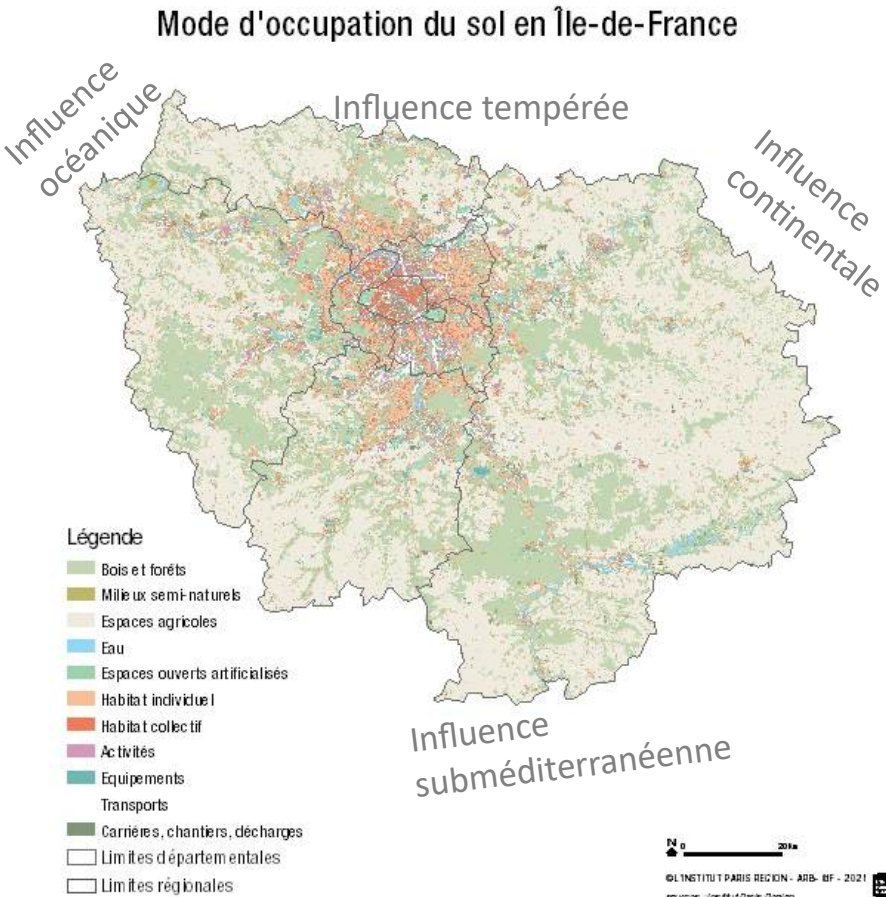 Mode d'occupation du sol en Île-de-France
Influence
océanique
Influence tempérée
Influence
continentale
Légende
Bois et forêts
Milieux semi-naturels
Espaces agricoles
Eau
Espaces ouverts artificialisés
Habitat individuel
Habitat collectif
Activités
Equipements
Transports
Carrières, chantiers, décharges
Limites départementales
Limites régionales
Influence
subméditerranéenne
N 0 20 Km
©L'INSTITUT PARIS REGION - ARB- IDF - 2021